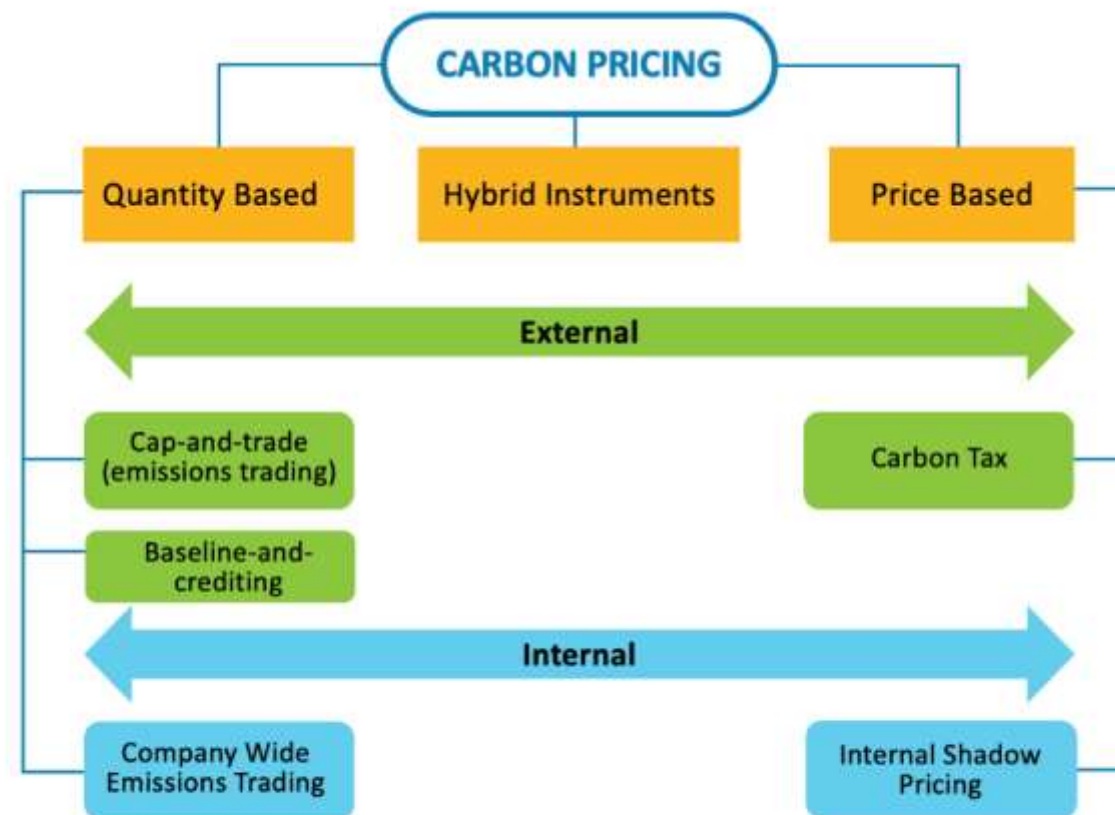 CARBON PRICING
Quantity Based
Hybrid Instruments
Price Based
External
Cap-and-trade
(emissions trading)
Carbon Tax
Baseline-and-
crediting
Internal
Company Wide
Emissions Trading
Internal Shadow
Pricing